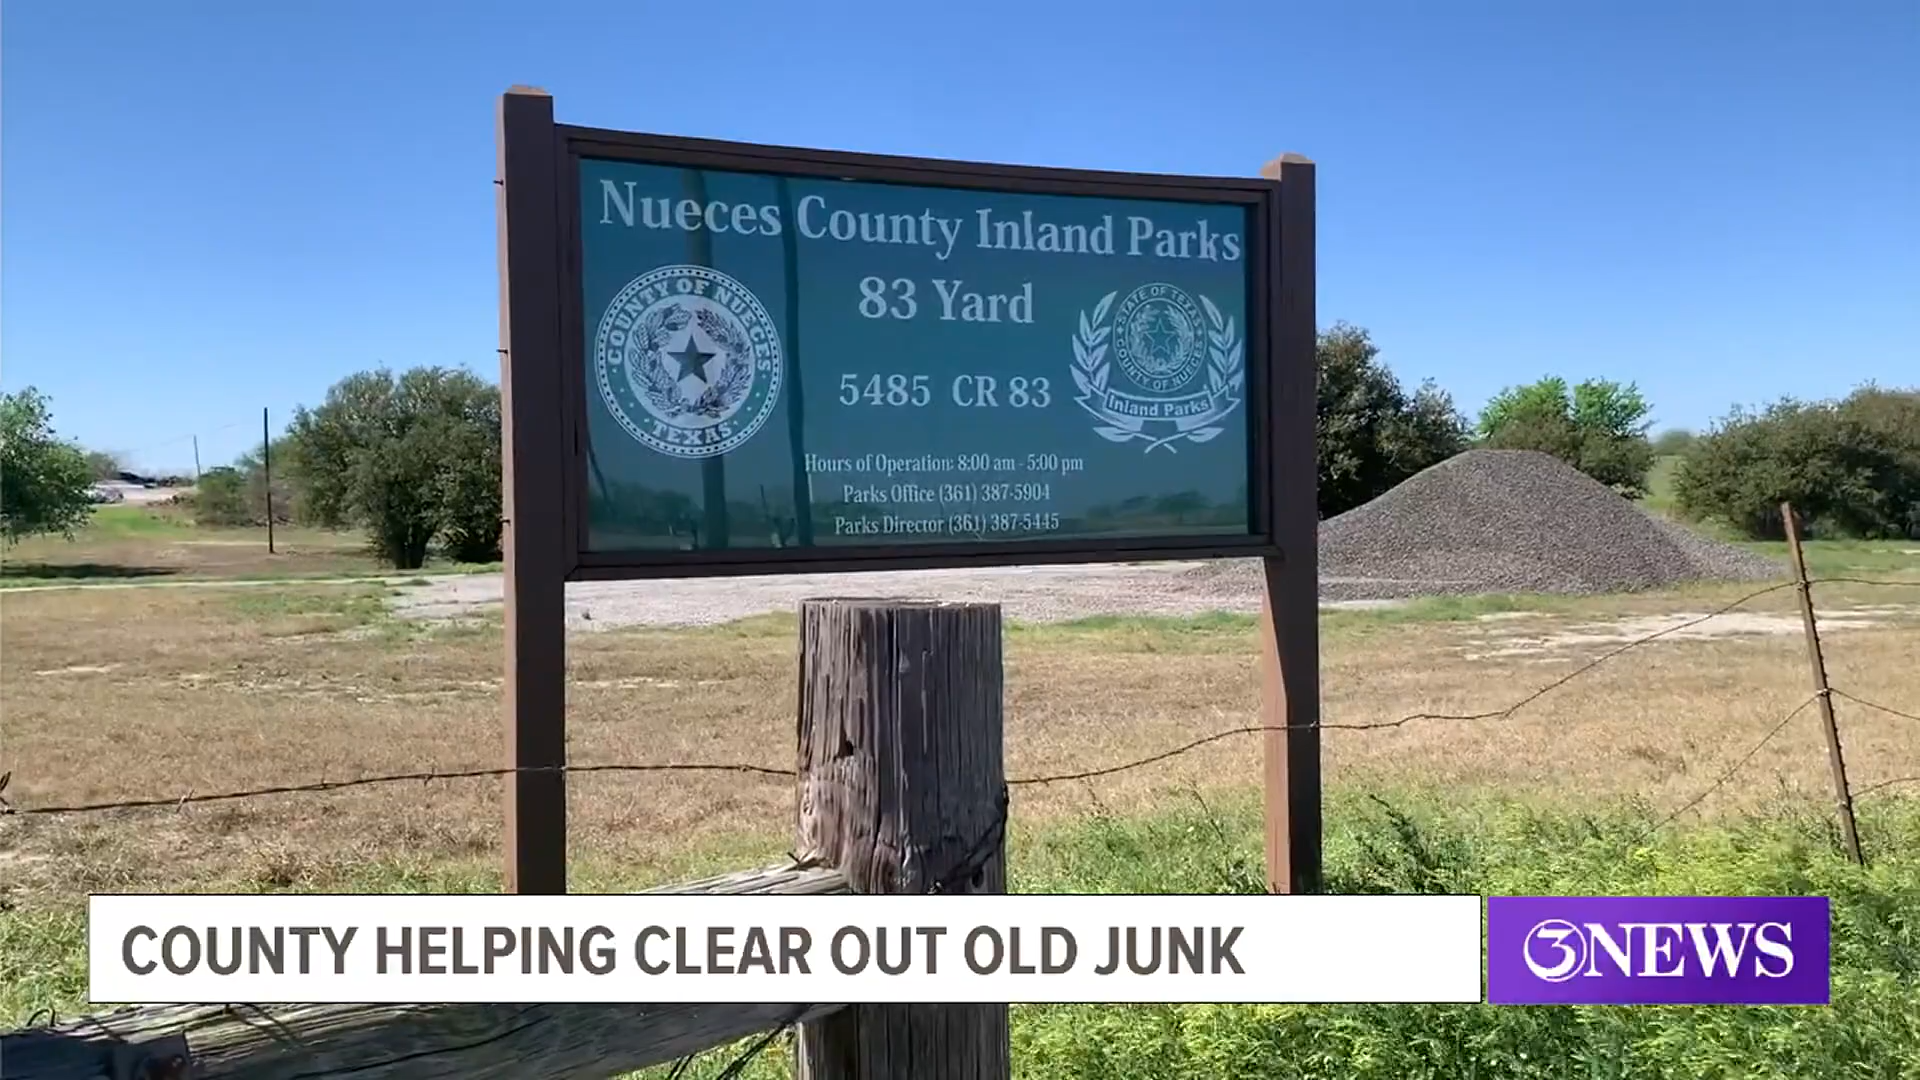 Nueces County Inland Parks
83 Yard
COUNTY OF NUECES
TEXAS
STATE OF TEXAS
COUNTY OF NUECES
Inland Parks
5485 CR 83
Hours of Operation: 8:00 am - 5:00 pm
Parks Office (361) 387-5904
Parks Director (361) 387-5445
COUNTY HELPING CLEAR OUT OLD JUNK
3NEWS